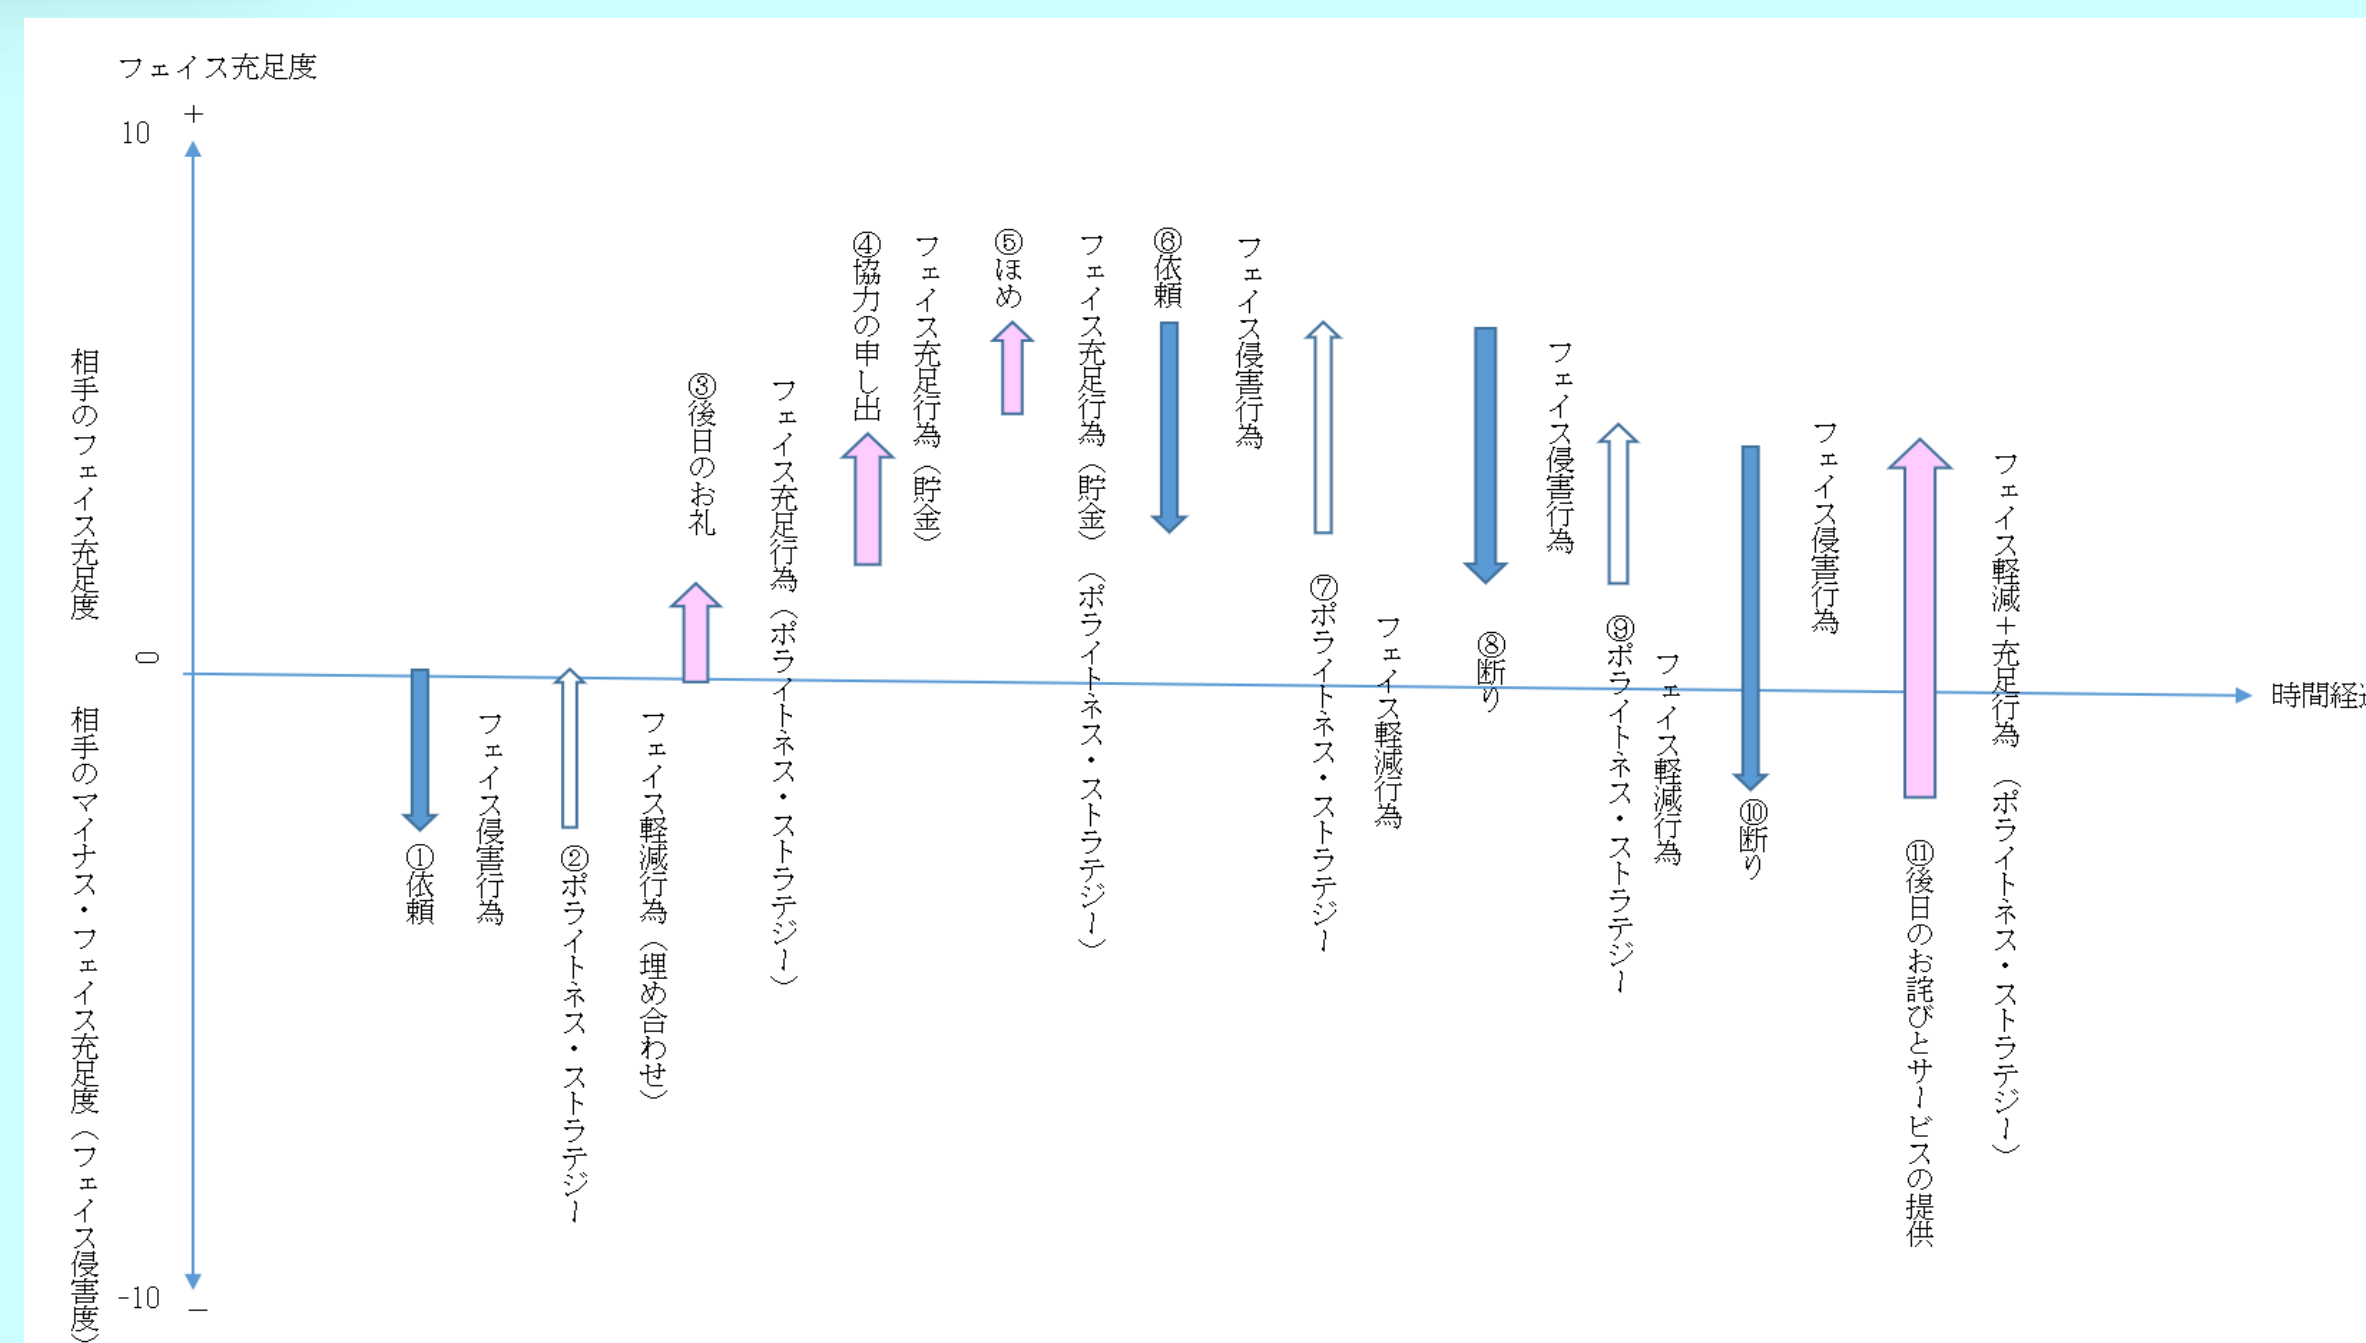 フェイス充足度
+
10
相手のフェイス充足度
0
相手のマイナス・フェイス充足度（フェイス侵害度）
-10
−
①依頼
フェイス侵害行為
②ポライトネス・ストラテジー
フェイス軽減行為（埋め合わせ）
③後日のお礼
フェイス充足行為（ポライトネス・ストラテジー）
④協力の申し出
フェイス充足行為（貯金）
⑤ほめ
フェイス充足行為（貯金）（ポライトネス・ストラテジー）
⑥依頼
フェイス侵害行為
⑦ポライトネス・ストラテジー
フェイス軽減行為
⑧断り
フェイス侵害行為
⑨ポライトネス・ストラテジー
フェイス軽減行為
⑩断り
フェイス侵害行為
⑪後日のお詫びとサービスの提供
フェイス軽減＋充足行為　（ポライトネス・ストラテジー）
時間経